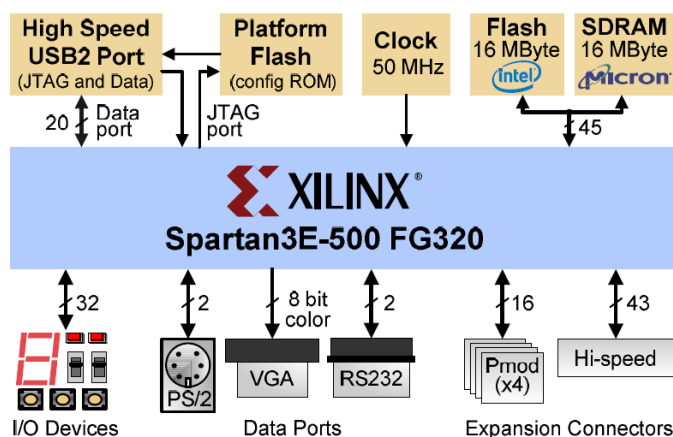 High Speed
USB2 Port
(JTAG and Data)
Platform
Flash
(config ROM)
Clock
50 MHz
Flash
16 MByte
intel
SDRAM
16 MByte
Micron
20
Data
port
JTAG
port
45
XILINX®
Spartan3E-500 FG320
32
2
8 bit
color
2
16
43
8
PS/2
VGA
RS232
Pmod
(x4)
Hi-speed
I/O Devices
Data Ports
Expansion Connectors